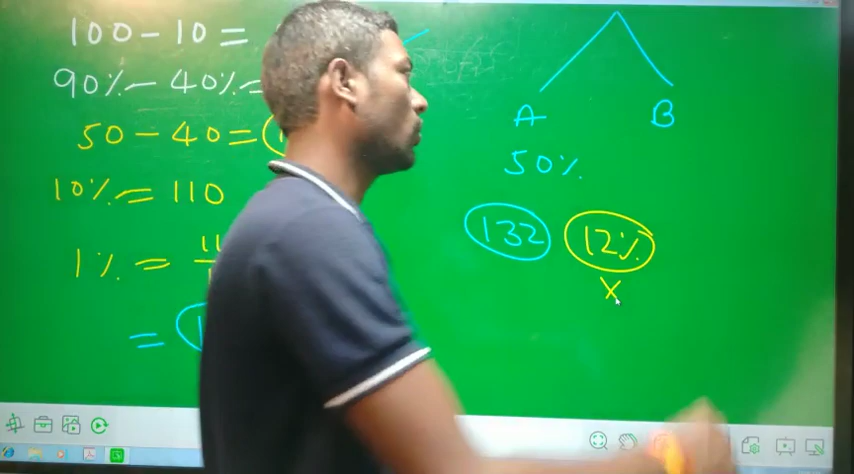 100 - 10 =
90% - 40% =
50 - 40 =
10% = 110
1% =
=
A B
50%
132 12%
X